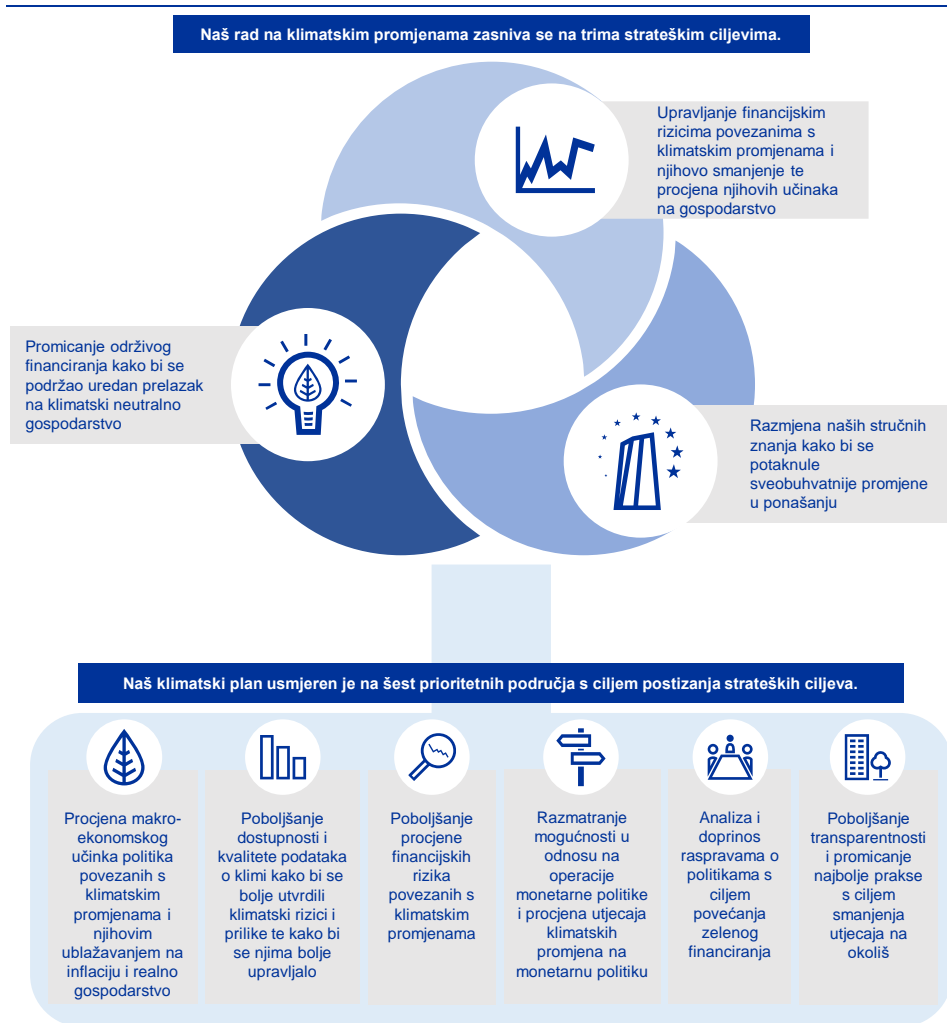 Naš rad na klimatskim promjenama zasniva se na trima strateškim ciljevima.
Upravljanje financijskim
rizicima povezanima s
klimatskim promjenama i
njihovo smanjenje te
procjena njihovih učinaka
na gospodarstvo
Promicanje održivog
financiranja kako bi se
podržao uredan prelazak
na klimatski neutralno
gospodarstvo
Razmjena naših stručnih
znanja kako bi se
potaknule
sveobuhvatnije promjene
u ponašanju
Naš klimatski plan usmjeren je na šest prioritetnih područja s ciljem postizanja strateških ciljeva.
Procjena makro-
ekonomskog
učinka politika
povezanih s
klimatskim
promjenama i
njihovim
ublažavanjem na
inflaciju i realno
gospodarstvo
Poboljšanje
dostupnosti i
kvalitete podataka
o klimi kako bi se
bolje utvrdili
klimatski rizici i
prilike te kako bi
se njima bolje
upravljalo
Poboljšanje
procjene
financijskih
rizika
povezanih s
klimatskim
promjenama
Razmatranje
mogućnosti u
odnosu na
operacije
monetarne politike
i procjena utjecaja
klimatskih
promjena na
monetarnu politiku
Analiza i
doprinos
raspravama o
politikama s
ciljem
povećanja
zelenog
financiranja
Poboljšanje
transparentnosti
i promicanje
najbolje prakse
s ciljem
smanjenja
utjecaja na
okoliš